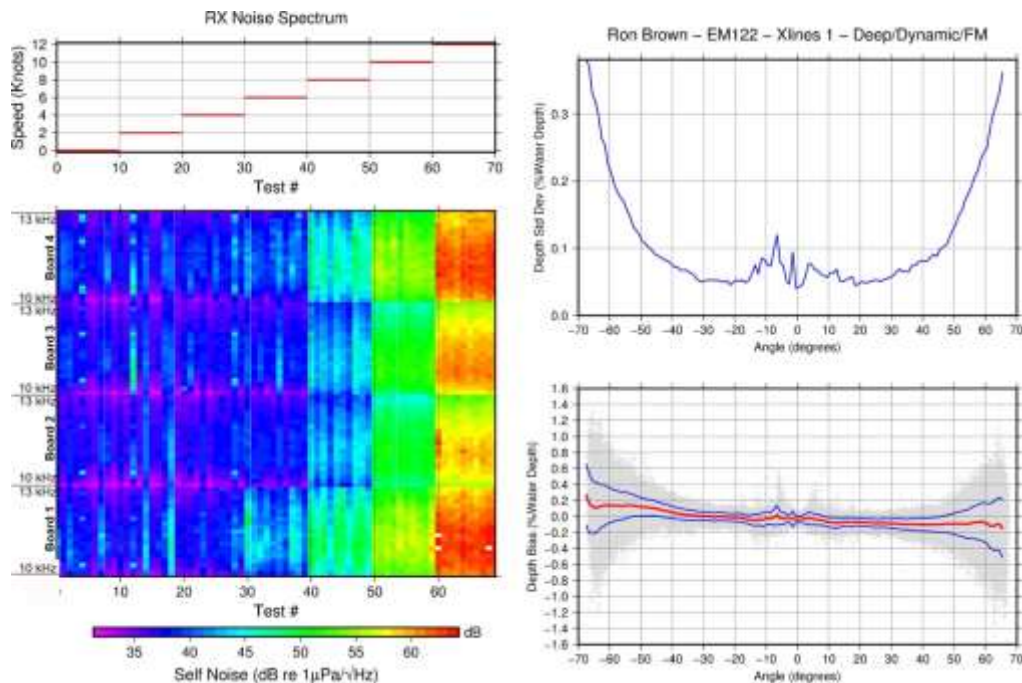 RX Noise Spectrum
12
10
8
6
4
2
0
Speed (Knots)
0 10 20 30 40 50 60 70
Test #
13 kHz
Board 4
10 kHz
13 kHz
Board 3
10 kHz
13 kHz
Board 2
10 kHz
13 kHz
Board 1
10 kHz
10 20 30 40 50 60
Test #
dB
35 40 45 50 55 60
Self Noise (dB re 1µPa/√Hz)
Ron Brown – EM122 – Xlines 1 – Deep/Dynamic/FM
0.3
0.2
0.1
0.0
Depth Std Dev (%Water Depth)
−70 −60 −50 −40 −30 −20 −10 0 10 20 30 40 50 60 70
Angle (degrees)
1.6
1.4
1.2
1.0
0.8
0.6
0.4
0.2
0.0
−0.2
−0.4
−0.6
−0.8
−1.0
−1.2
−1.4
−1.6
Depth Bias (%Water Depth)
−70 −60 −50 −40 −30 −20 −10 0 10 20 30 40 50 60 70
Angle (degrees)